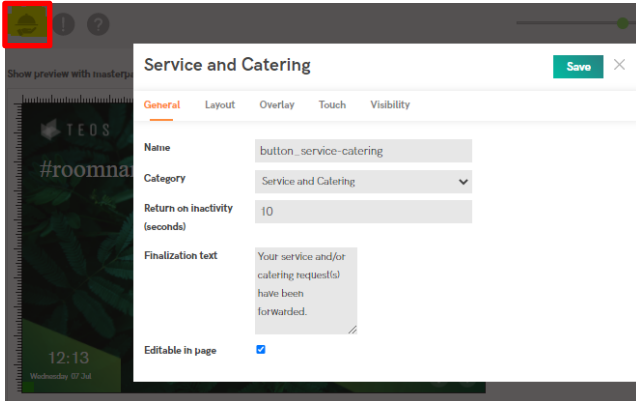 Show preview with masterpa
Service and Catering
Save
General Layout Overlay Touch Visibility
TEOS
#roomnar
Name
button_service-catering
Category
Service and Catering
Return on inactivity
(seconds)
10
Finalization text
Your service and/or
catering request(s)
have been
forwarded.
Editable in page
12:13
Wednesday 07 Jul